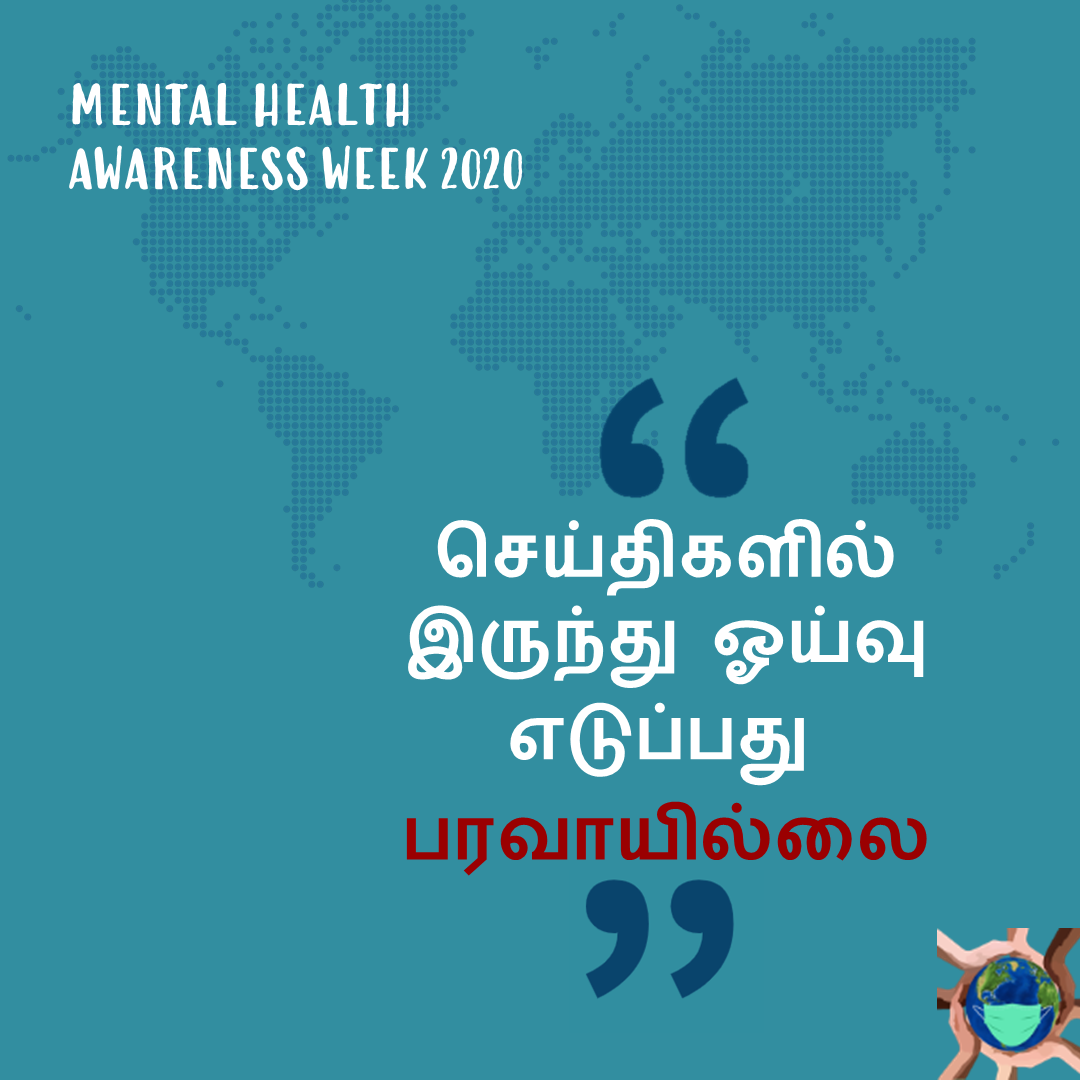 MENTAL HEALTH
AWARENESS WEEK 2020
“
செய்திகளில்
இருந்து ஓய்வு
எடுப்பது
பரவாயில்லை
”